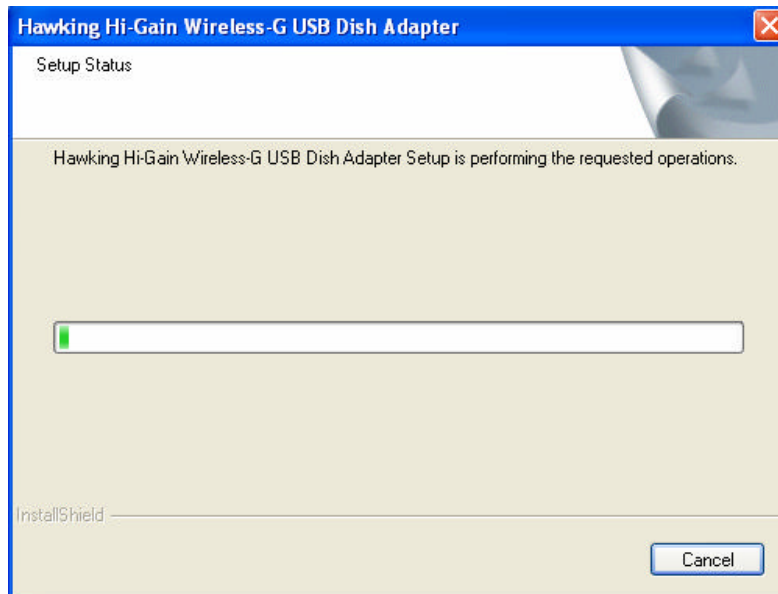 Hawking Hi-Gain Wireless-G USB Dish Adapter
Setup Status
Hawking Hi-Gain Wireless-G USB Dish Adapter Setup is performing the requested operations.
InstallShield
Cancel